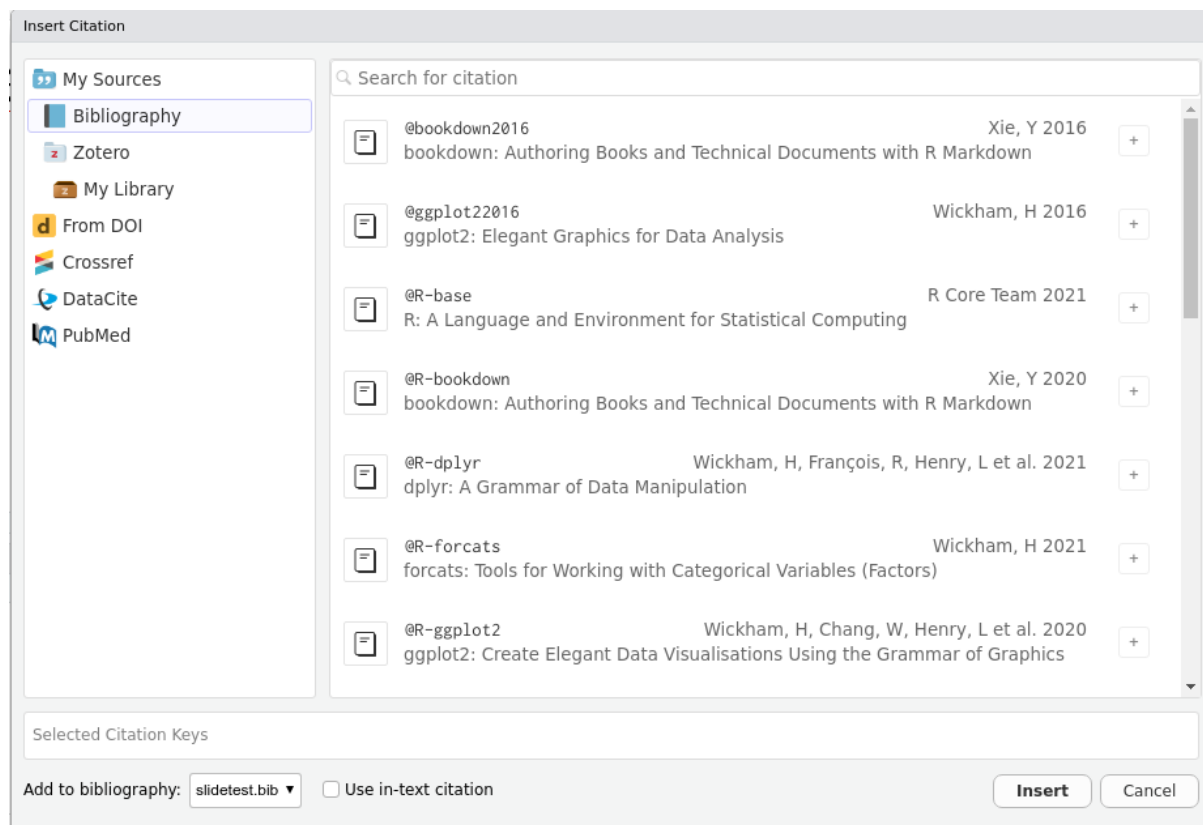 Insert Citation
My Sources
Bibliography
Zotero
My Library
From DOI
Crossref
DataCite
PubMed
Search for citation
@bookdown2016 Xie, Y 2016
bookdown: Authoring Books and Technical Documents with R Markdown
@ggplot22016 Wickham, H 2016
ggplot2: Elegant Graphics for Data Analysis
@R-base R Core Team 2021
R: A Language and Environment for Statistical Computing
@R-bookdown Xie, Y 2020
bookdown: Authoring Books and Technical Documents with R Markdown
@R-dplyr Wickham, H, François, R, Henry, L et al. 2021
dplyr: A Grammar of Data Manipulation
@R-forcats Wickham, H 2021
forcats: Tools for Working with Categorical Variables (Factors)
@R-ggplot2 Wickham, H, Chang, W, Henry, L et al. 2020
ggplot2: Create Elegant Data Visualisations Using the Grammar of Graphics
Selected Citation Keys
Add to bibliography: slidetest.bib Use in-text citation Insert Cancel